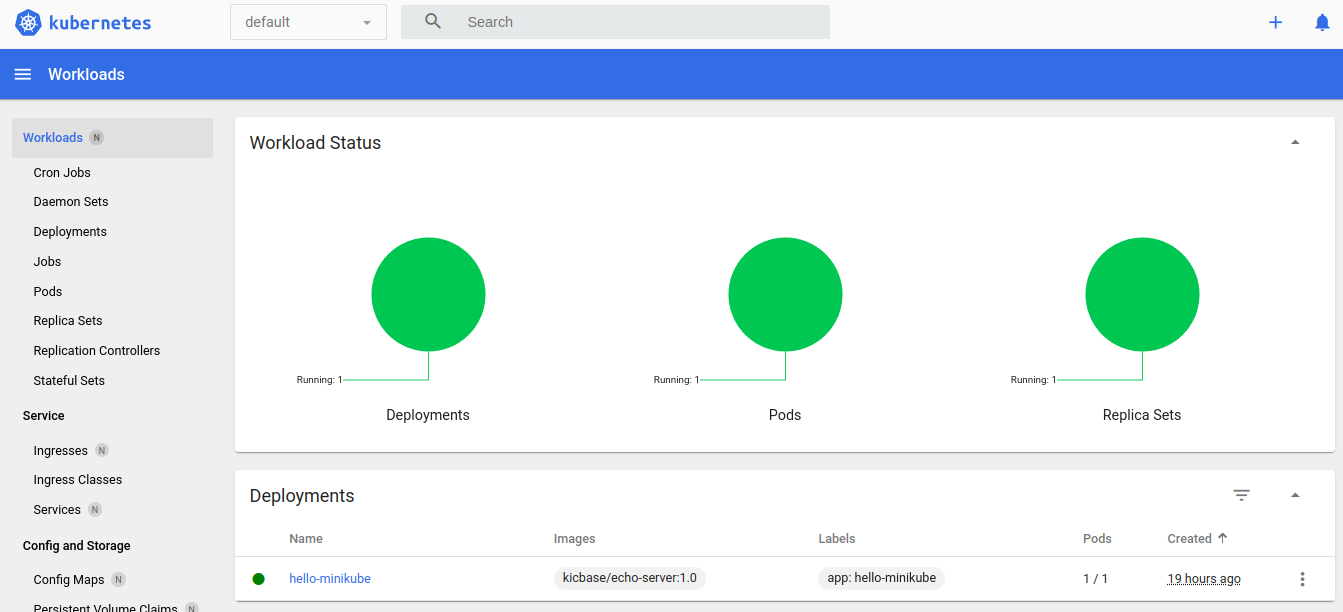 kubernetes
default
Search
Workloads
Workloads N
Cron Jobs
Daemon Sets
Deployments
Jobs
Pods
Replica Sets
Replication Controllers
Stateful Sets
Service
Ingresses N
Ingress Classes
Services N
Config and Storage
Config Maps N
Persistent Volume Claims N
Workload Status
Running: 1
Deployments
Running: 1
Pods
Running: 1
Replica Sets
Deployments
Name Images Labels Pods Created
hello-minikube kicbase/echo-server:1.0 app: hello-minikube 1 / 1 19 hours ago